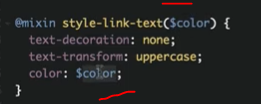 @mixin style-link-text($color) {
text-decoration: none;
text-transform: uppercase;
color: $color;
}